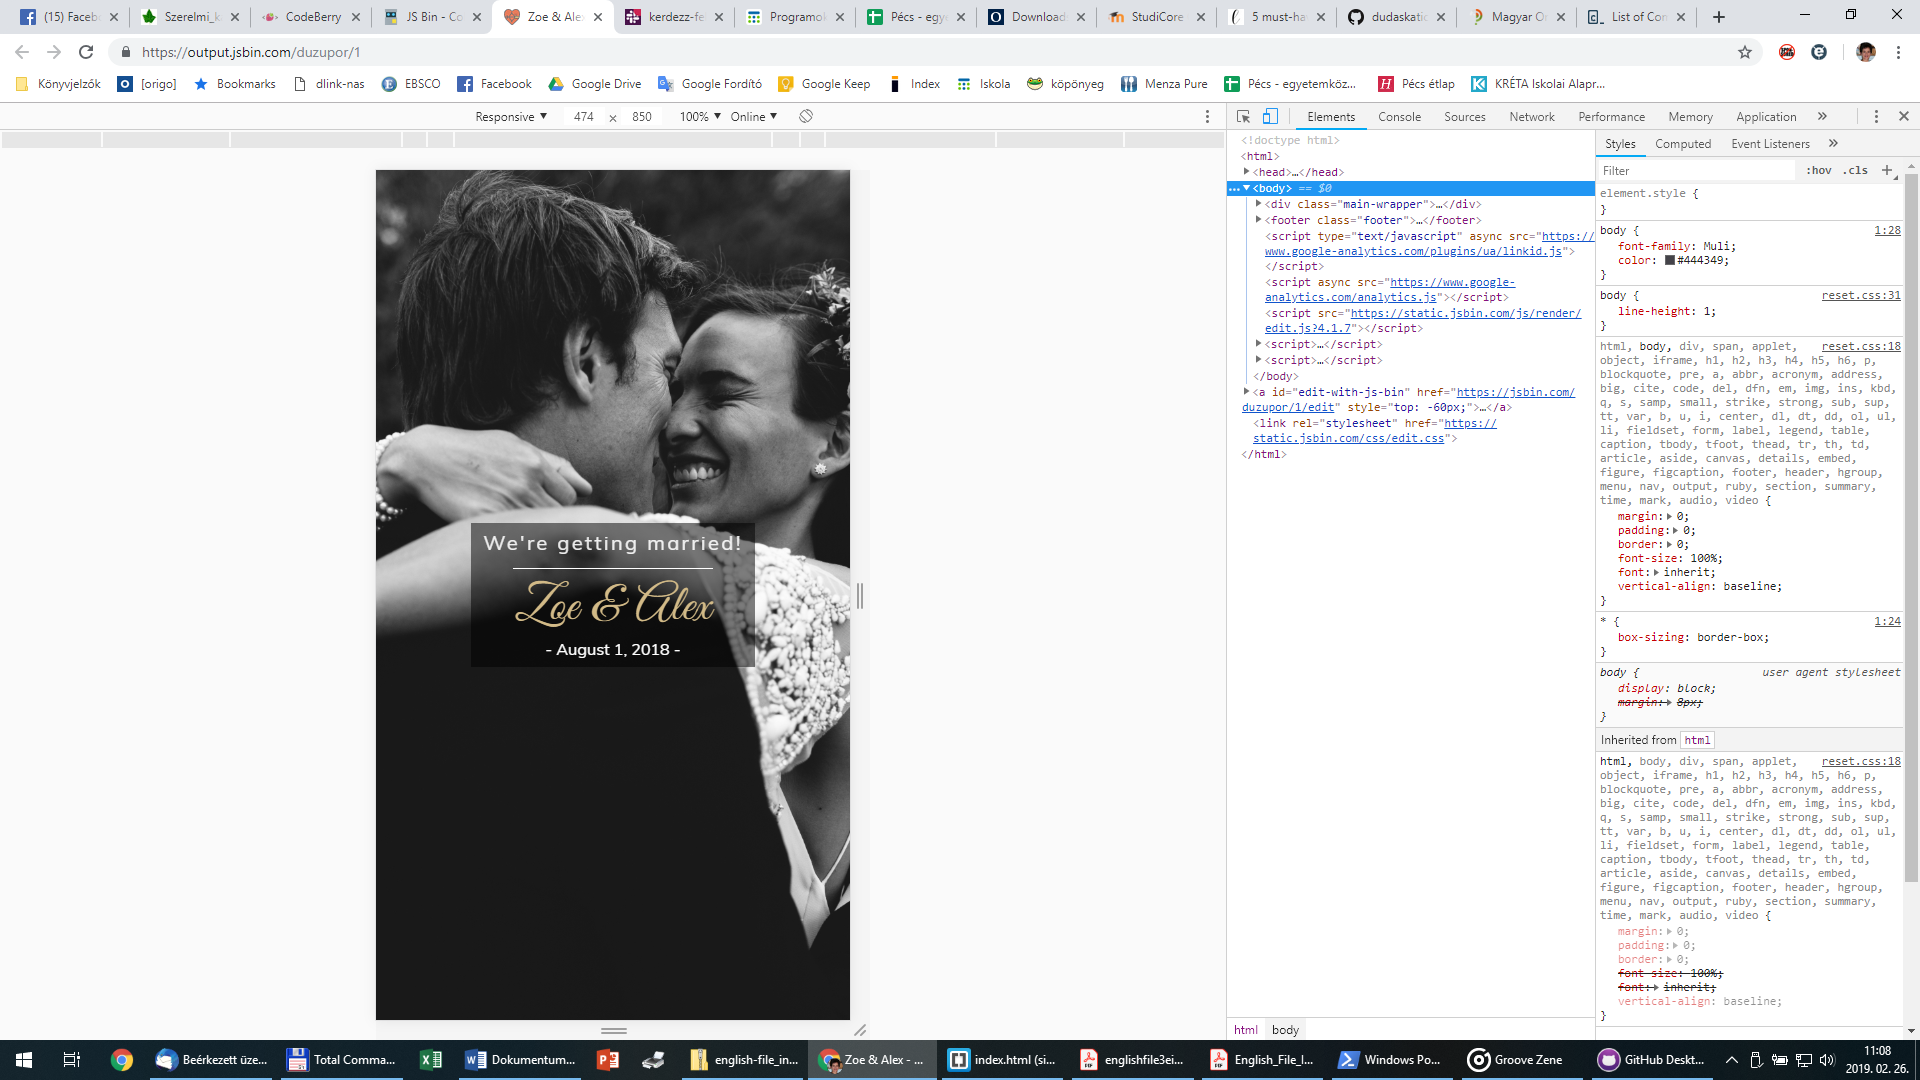 (15) Facebo
Szerelmi_k
CodeBerry
JS Bin - Co
Zoe & Ale
kerdezz-fe
Programok
Pécs - egye
Download
StudiCore
5 must-ha
dudaskatic
Magyar O
List of Con
https://output.jsbin.com/duzupor/1
Könyvjelzők
[origo]
Bookmarks
dlink-nas
EBSCO
Facebook
Google Drive
Google Fordító
Google Keep
Index
Iskola
köpönyeg
Menza Pure
Pécs - egyetemköz...
Pécs étlap
KRÉTA Iskolai Alapr...
Responsive ▼ 474 x 850 100% ▼ Online ▼
We're getting married!
Zoe & Alex
- August 1, 2018 -
Elements Console Sources Network Performance Memory Application »
<!doctype html>
<html>
<head>…</head>
<body> == $0
<div class="main-wrapper">…</div>
<footer class="footer">…</footer>
<script type="text/javascript" async src="https://
www.google-analytics.com/plugins/ua/linkid.js">
</script>
<script async src="https://www.google-
analytics.com/analytics.js"></script>
<script src="https://static.jsbin.com/js/render/
edit.js?4.1.7"></script>
<script>…</script>
<script>…</script>
</body>
<a id="edit-with-js-bin" href="https://jsbin.com/
duzupor/1/edit" style="top: -60px;">…</a>
<link rel="stylesheet" href="https://
static.jsbin.com/css/edit.css">
</html>
html body
Styles Computed Event Listeners »
Filter :hov .cls +
element.style {
}
body { 1:28
font-family: Muli;
color: #444349;
}
body { reset.css:31
line-height: 1;
}
html, body, div, span, applet, reset.css:18
object, iframe, h1, h2, h3, h4, h5, h6, p,
blockquote, pre, a, abbr, acronym, address,
big, cite, code, del, dfn, em, img, ins, kbd,
q, s, samp, small, strike, strong, sub, sup,
tt, var, b, u, i, center, dl, dt, dd, ol, ul,
li, fieldset, form, label, legend, table,
caption, tbody, tfoot, thead, tr, th, td,
article, aside, canvas, details, embed,
figure, figcaption, footer, header, hgroup,
menu, nav, output, ruby, section, summary,
time, mark, audio, video {
margin: 0;
padding: 0;
border: 0;
font-size: 100%;
font: inherit;
vertical-align: baseline;
}
* { 1:24
box-sizing: border-box;
}
body { user agent stylesheet
display: block;
margin: 8px;
}
Inherited from html
html, body, div, span, applet, reset.css:18
object, iframe, h1, h2, h3, h4, h5, h6, p,
blockquote, pre, a, abbr, acronym, address,
big, cite, code, del, dfn, em, img, ins, kbd,
q, s, samp, small, strike, strong, sub, sup,
tt, var, b, u, i, center, dl, dt, dd, ol, ul,
li, fieldset, form, label, legend, table,
caption, tbody, tfoot, thead, tr, th, td,
article, aside, canvas, details, embed,
figure, figcaption, footer, header, hgroup,
menu, nav, output, ruby, section, summary,
time, mark, audio, video {
margin: 0;
padding: 0;
border: 0;
font-size: 100%;
font: inherit;
vertical-align: baseline;
}
Beérkezett üze...
Total Comma...
Dokumentum...
english-file_in...
Zoe & Alex - ...
index.html (si...
englishfile3ei...
English_File_I...
Windows Po...
Groove Zene
GitHub Deskt...
11:08
2019. 02. 26.